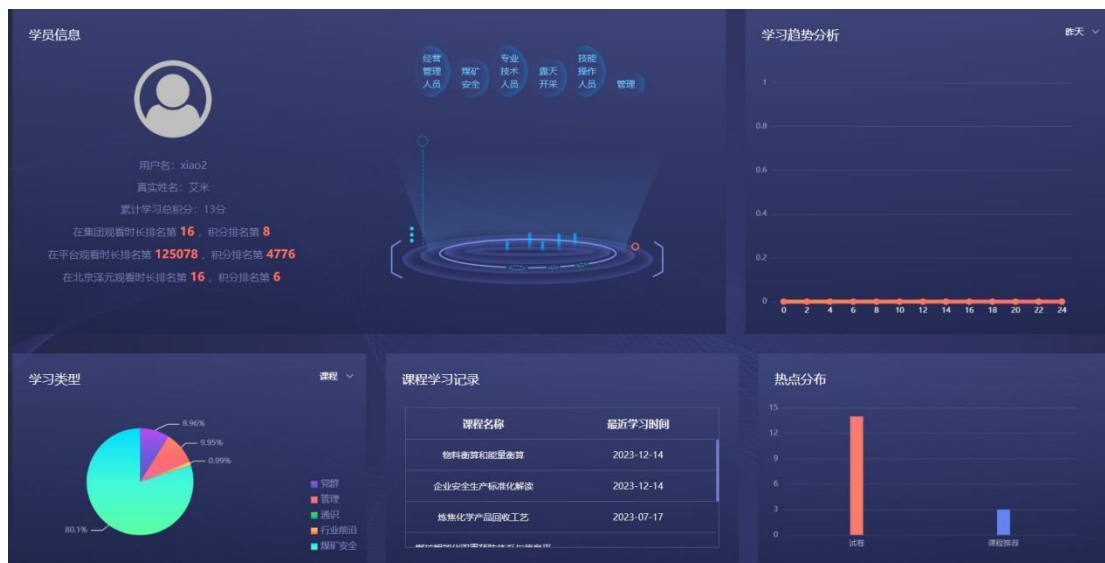 学员信息
用户名：xiao2
真实姓名：艾米
累计学习总积分：13分
在集团观看时长排名第 16 ，积分排名第 8
在平台观看时长排名第 125078 ，积分排名第 4776
在北京泽元观看时长排名第 16 ，积分排名第 6
经营
管理
人员
煤矿
安全
专业
技术
人员
露天
开采
技能
操作
人员
管理
学习趋势分析
昨天
1
0.8
0.6
0.4
0.2
0
0 2 4 6 8 10 12 14 16 18 20 22 24
学习类型
课程
8.96%
9.95%
0.99%
80.1%
党群
管理
通识
行业前沿
煤矿安全
课程学习记录
课程名称 最近学习时间
物料衡算和能量衡算 2023-12-14
企业安全生产标准化解读 2023-12-14
炼焦化学产品回收工艺 2023-07-17
热点分布
15
12
9
6
3
0
试卷 课程推荐